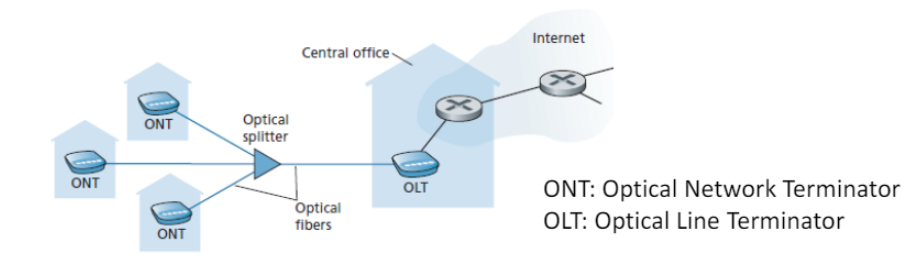 Internet
Central office
ONT
Optical
splitter
ONT
OLT
ONT: Optical Network Terminator
Optical
fibers
OLT: Optical Line Terminator
ONT